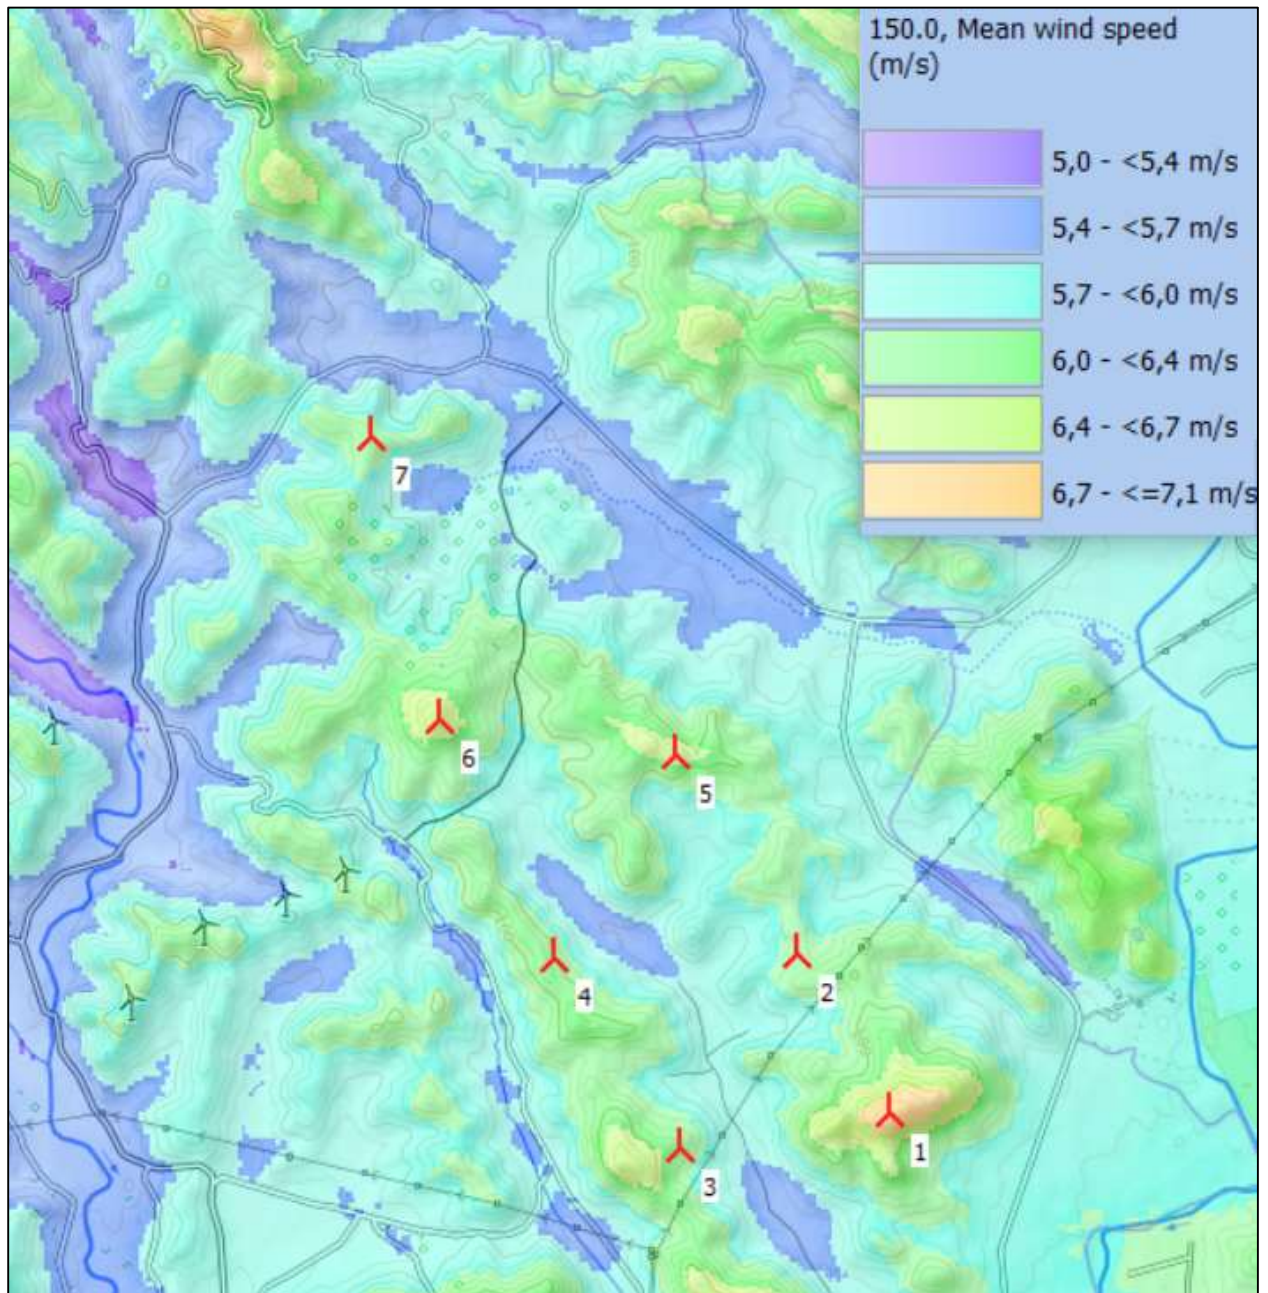 150.0, Mean wind speed
(m/s)
5,0 - <5,4 m/s
5,4 - <5,7 m/s
5,7 - <6,0 m/s
6,0 - <6,4 m/s
6,4 - <6,7 m/s
6,7 - <=7,1 m/s
7
6
5
4
2
1
3